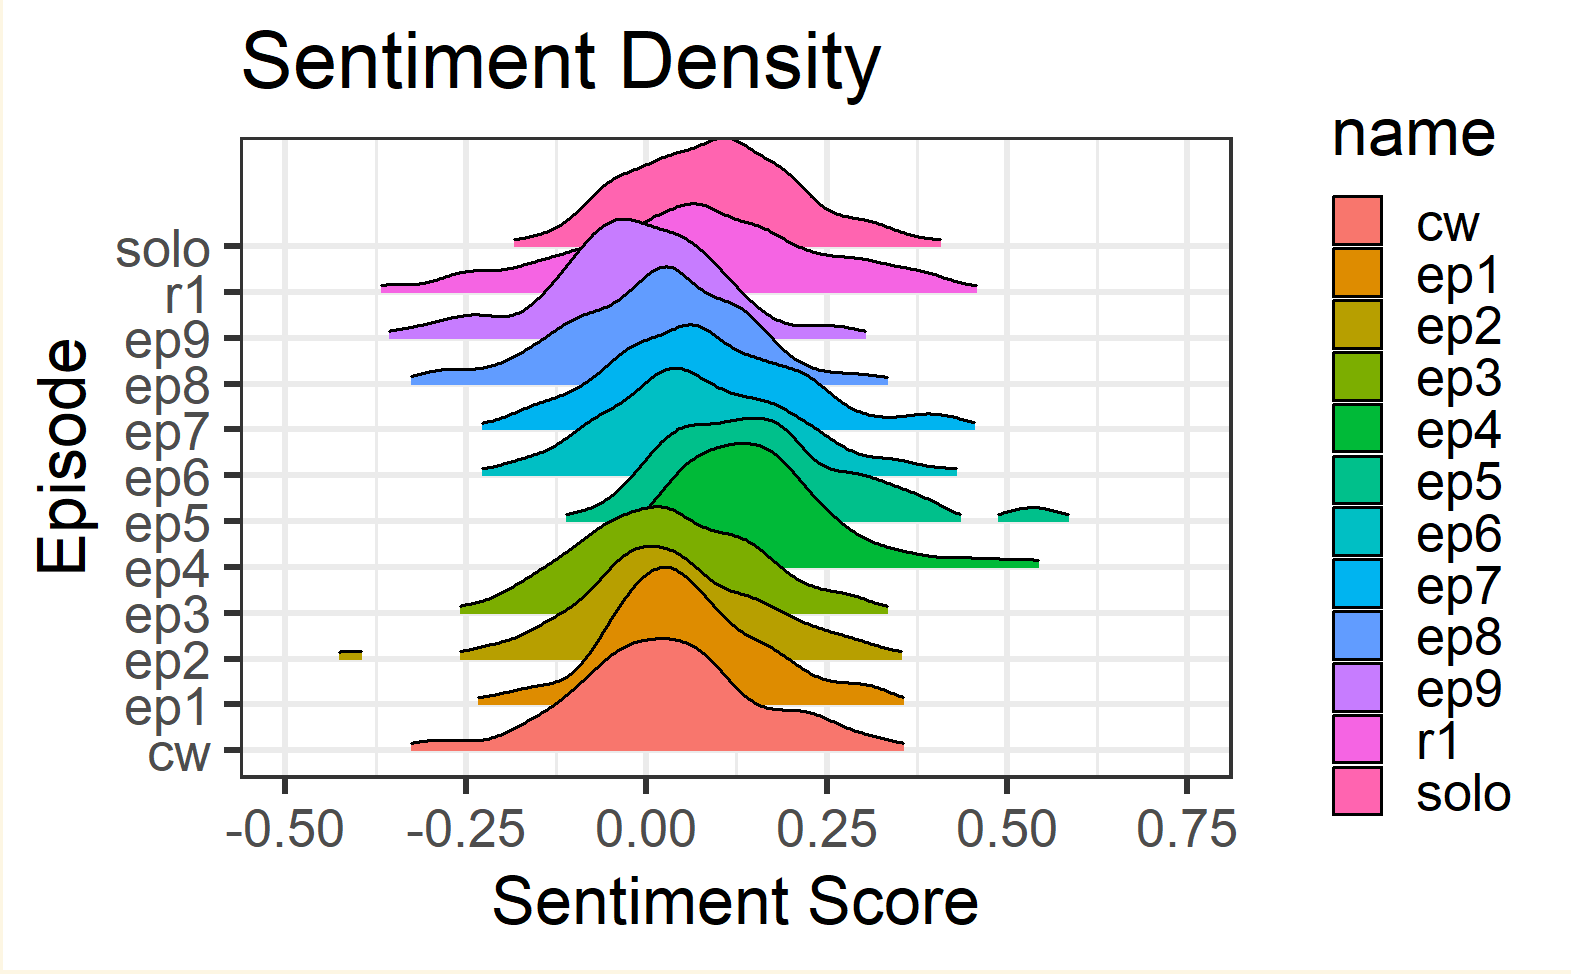 Sentiment Density
name
cw
ep1
ep2
ep3
ep4
ep5
ep6
ep7
ep8
ep9
r1
solo
Episode
solo
r1
ep9
ep8
ep7
ep6
ep5
ep4
ep3
ep2
ep1
cw
-0.50 -0.25 0.00 0.25 0.50 0.75
Sentiment Score